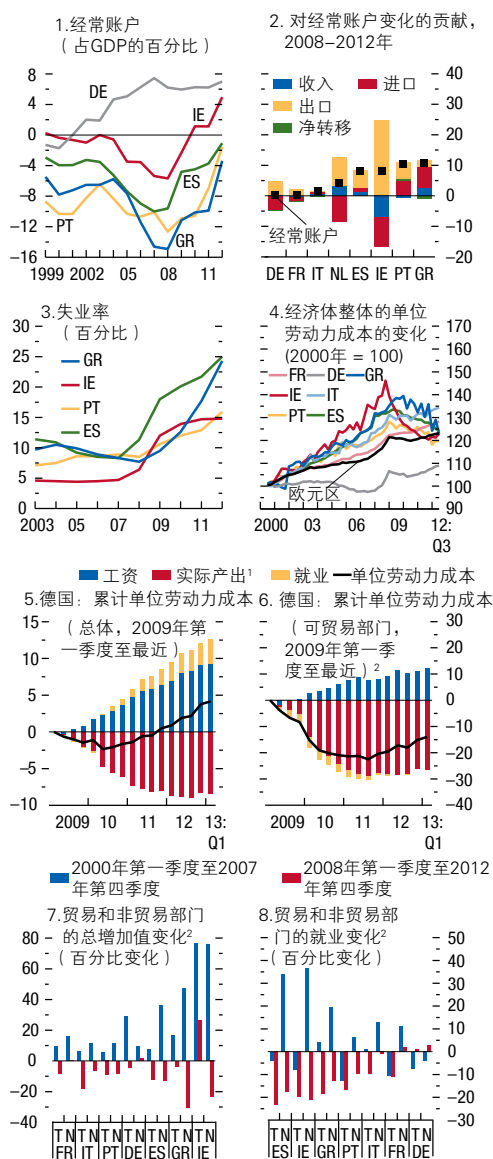 1.经常账户
（占GDP的百分比）
8
4
0
−4
−8
−12
−16
DE
IE
ES
PT
GR
1999 2002 05 08 11
2. 对经常账户变化的贡献，
2008–2012年
收入 进口
出口
净转移
40
30
20
10
0
−10
−20
经常账户
DE FR IT NL ES IE PT GR
3.失业率
（百分比）
30
25
20
15
10
5
0
GR
IE
PT
ES
2003 05 07 09 11
4.经济体整体的单位
劳动力成本的变化
(2000年 = 100)
FR DE GR
IE IT
PT ES
170
160
150
140
130
120
110
100
90
欧元区
2000 03 06 09 12:
Q3
工资 实际产出¹ 就业 单位劳动力成本
5.德国：累计单位劳动力成本
（总体，2009年第
一季度至最近）
15
10
5
0
−5
−10
2009 10 11 12 13:
Q1
6. 德国：累计单位劳动力成本
（可贸易部门，
2009年第一季
度至最近）²
30
20
10
0
−10
−20
−30
−40
2009 10 11 12 13:
Q1
2000年第一季度至2007
年第四季度
2008年第一季度至2012
年第四季度
7.贸易和非贸易部门
的总增加值变化²
（百分比变化）
80
60
40
20
0
−20
−40
T N T N T N T N T N T N T N
FR IT PT DE ES GR IE
8.贸易和非贸易部
门的就业变化²
（百分比变化）
50
40
30
20
10
0
−10
−20
−30
T N T N T N T N T N T N T N
ES IE GR PT IT FR DE